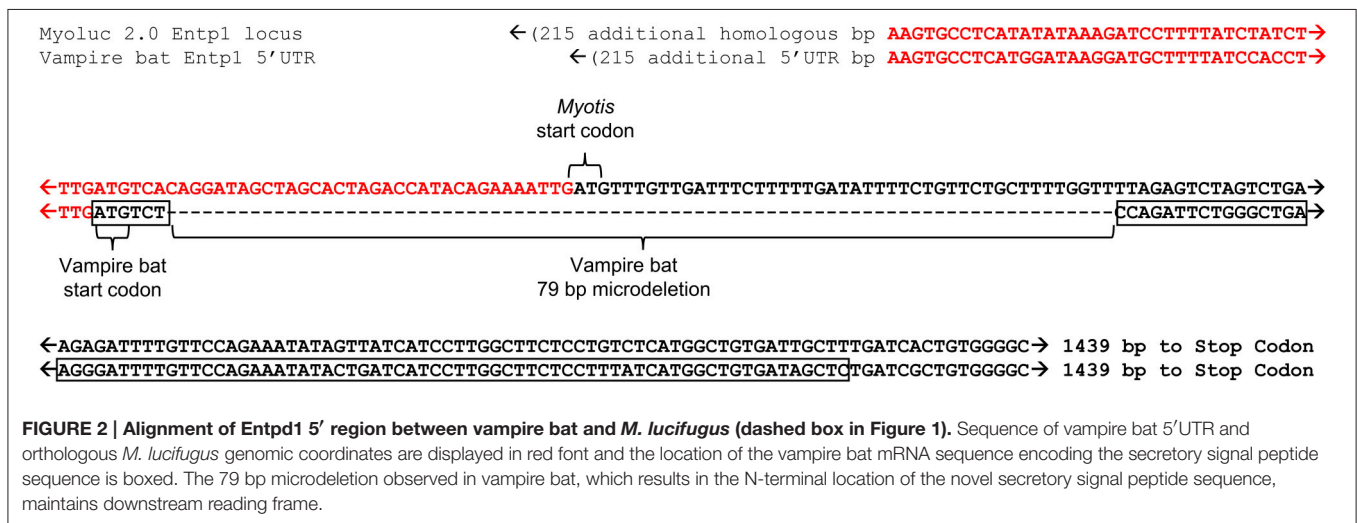 Myoluc 2.0 Entp1 locus ←(215 additional homologous bp AAGTGCCTCATATATAAAGATCCTTTTATCTATCT→
Vampire bat Entp1 5'UTR ←(215 additional 5'UTR bp AAGTGCCTCATGGATAAGGATGCTTTTATCCACCT→
Myotis
start codon
←TTGATGTCACAGGATAGCTAGCACTAGACCATACAGAAAATTGATGTTTGTTGATTTCTTTTTGATATTTTCTGTTCTGCTTTTGGTTTTAGAGTCTAGTCTGA→
←TTGATGTCT-------------------------------------------------------------------------------CCAGATTCTGGGCTGA→
Vampire bat
start codon
Vampire bat
79 bp microdeletion
←AGAGATTTTGTTCCAGAAATATAGTTATCATCCTTGGCTTCTCCTGTCTCATGGCTGTGATTGCTTTGATCACTGTGGGGC→ 1439 bp to Stop Codon
←AGGGATTTTGTTCCAGAAATATACTGATCATCCTTGGCTTCTCCTTTATCATGGCTGTGATAGCTCTGATCGCTGTGGGGC→ 1439 bp to Stop Codon
FIGURE 2 | Alignment of Entpd1 5′ region between vampire bat and M. lucifugus (dashed box in Figure 1). Sequence of vampire bat 5′UTR and
orthologous M. lucifugus genomic coordinates are displayed in red font and the location of the vampire bat mRNA sequence encoding the secretory signal peptide
sequence is boxed. The 79 bp microdeletion observed in vampire bat, which results in the N-terminal location of the novel secretory signal peptide sequence,
maintains downstream reading frame.